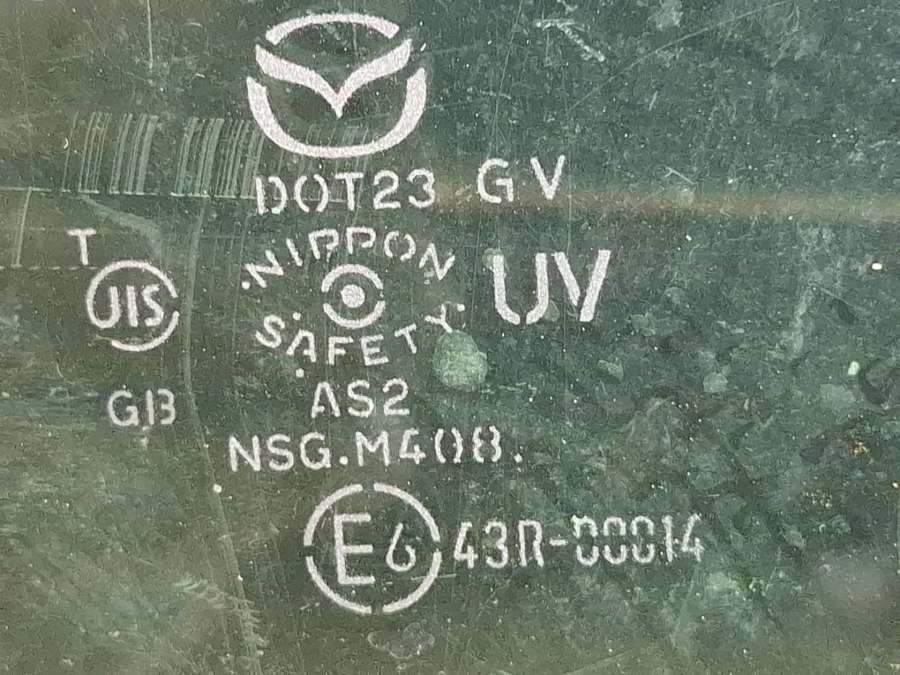 DOT23 GV
T
NIPPON
UV
JIS
SAFETY
GB
AS2
NSG.M408.
E6 43R-00014